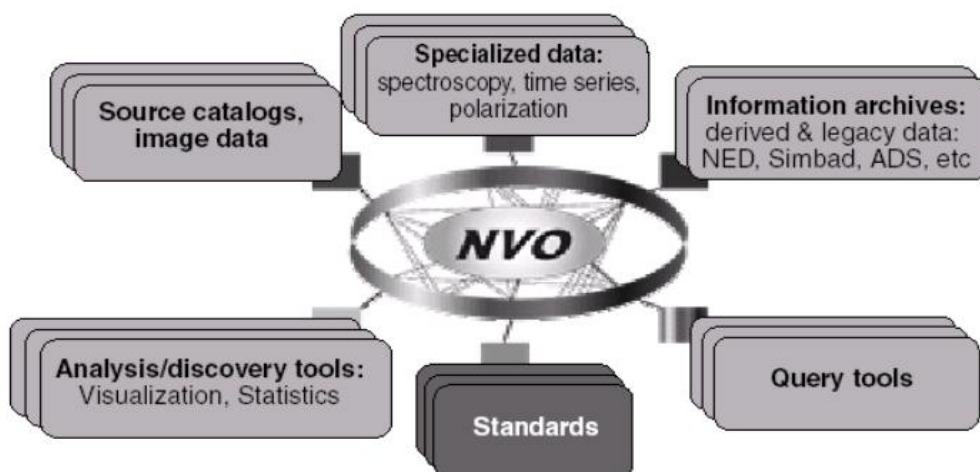 Specialized data:
spectroscopy, time series,
polarization
Source catalogs,
image data
Information archives:
derived & legacy data:
NED, Simbad, ADS, etc
NVO
Analysis/discovery tools:
Visualization, Statistics
Standards
Query tools